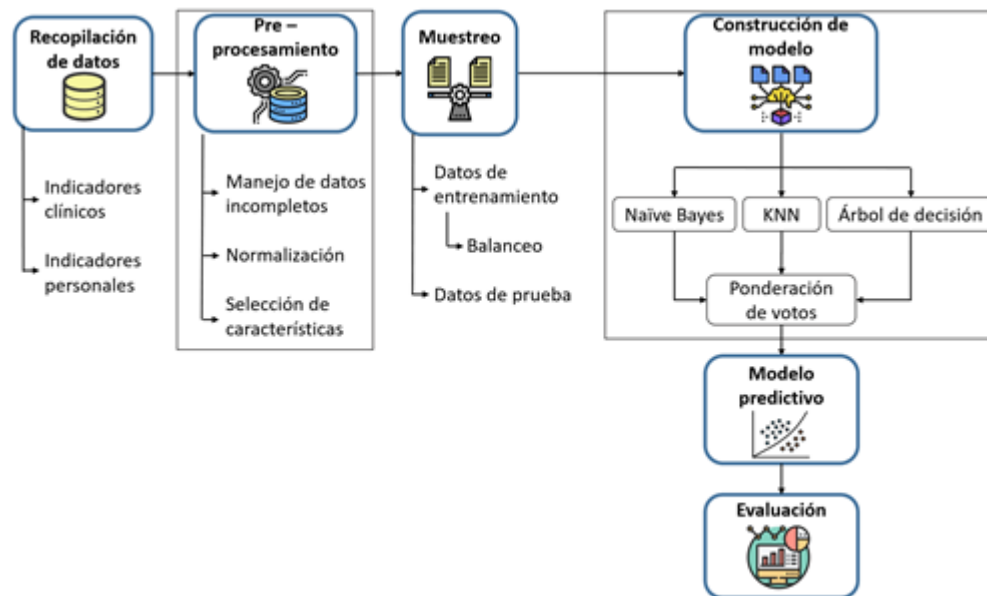 Recopilación
de datos
Indicadores
clínicos
Indicadores
personales
Pre –
procesamiento
Manejo de datos
incompletos
Normalización
Selección de
características
Muestreo
Datos de
entrenamiento
Balanceo
Datos de prueba
Construcción de
modelo
Naïve Bayes
KNN
Árbol de decisión
Ponderación
de votos
Modelo
predictivo
Evaluación